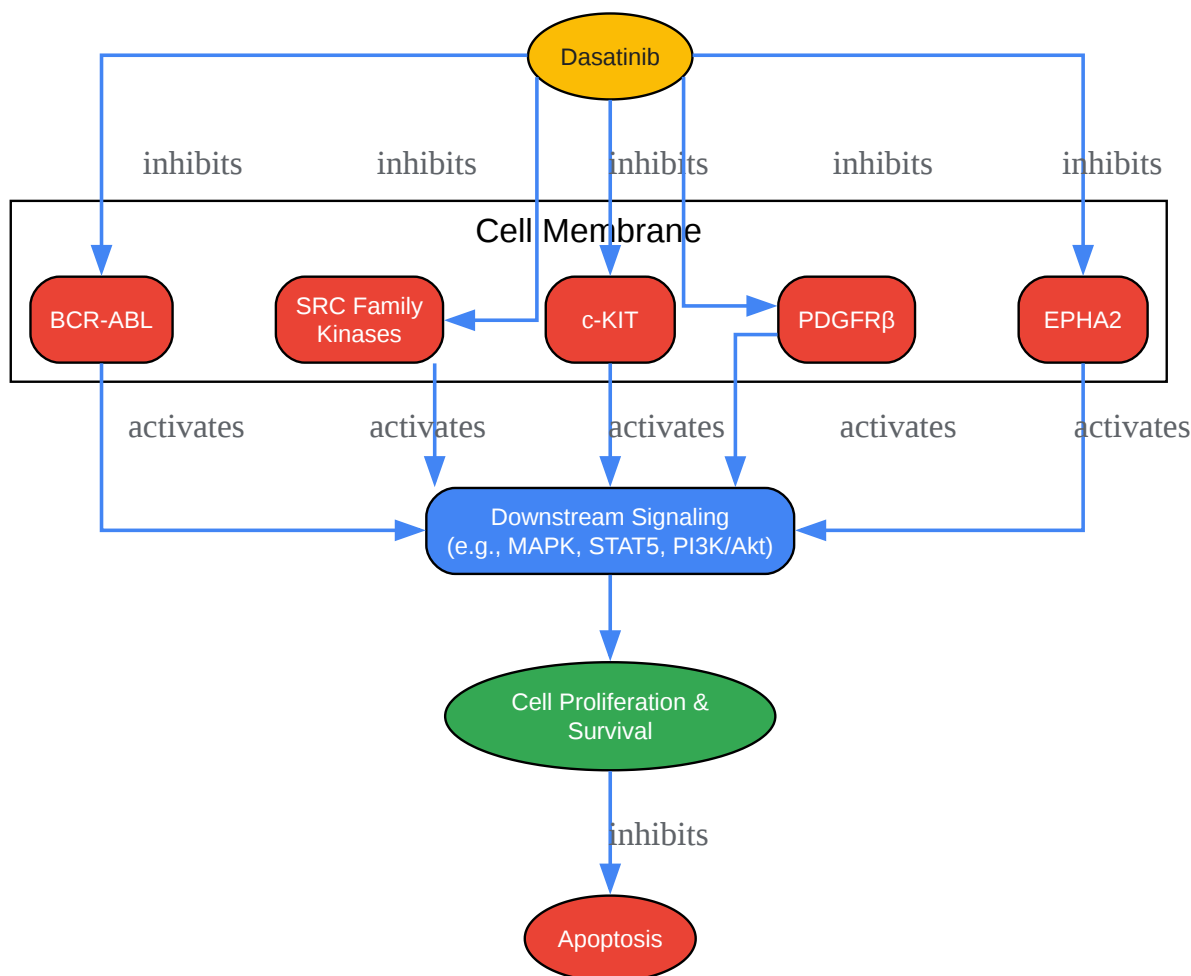 Dasatinib
inhibits inhibits inhibits inhibits inhibits
Cell Membrane
BCR-ABL
SRC Family
Kinases
c-KIT
PDGFRβ
EPHA2
activates activates activates activates activates
Downstream Signaling
(e.g., MAPK, STAT5, PI3K/Akt)
Cell Proliferation &
Survival
inhibits
Apoptosis